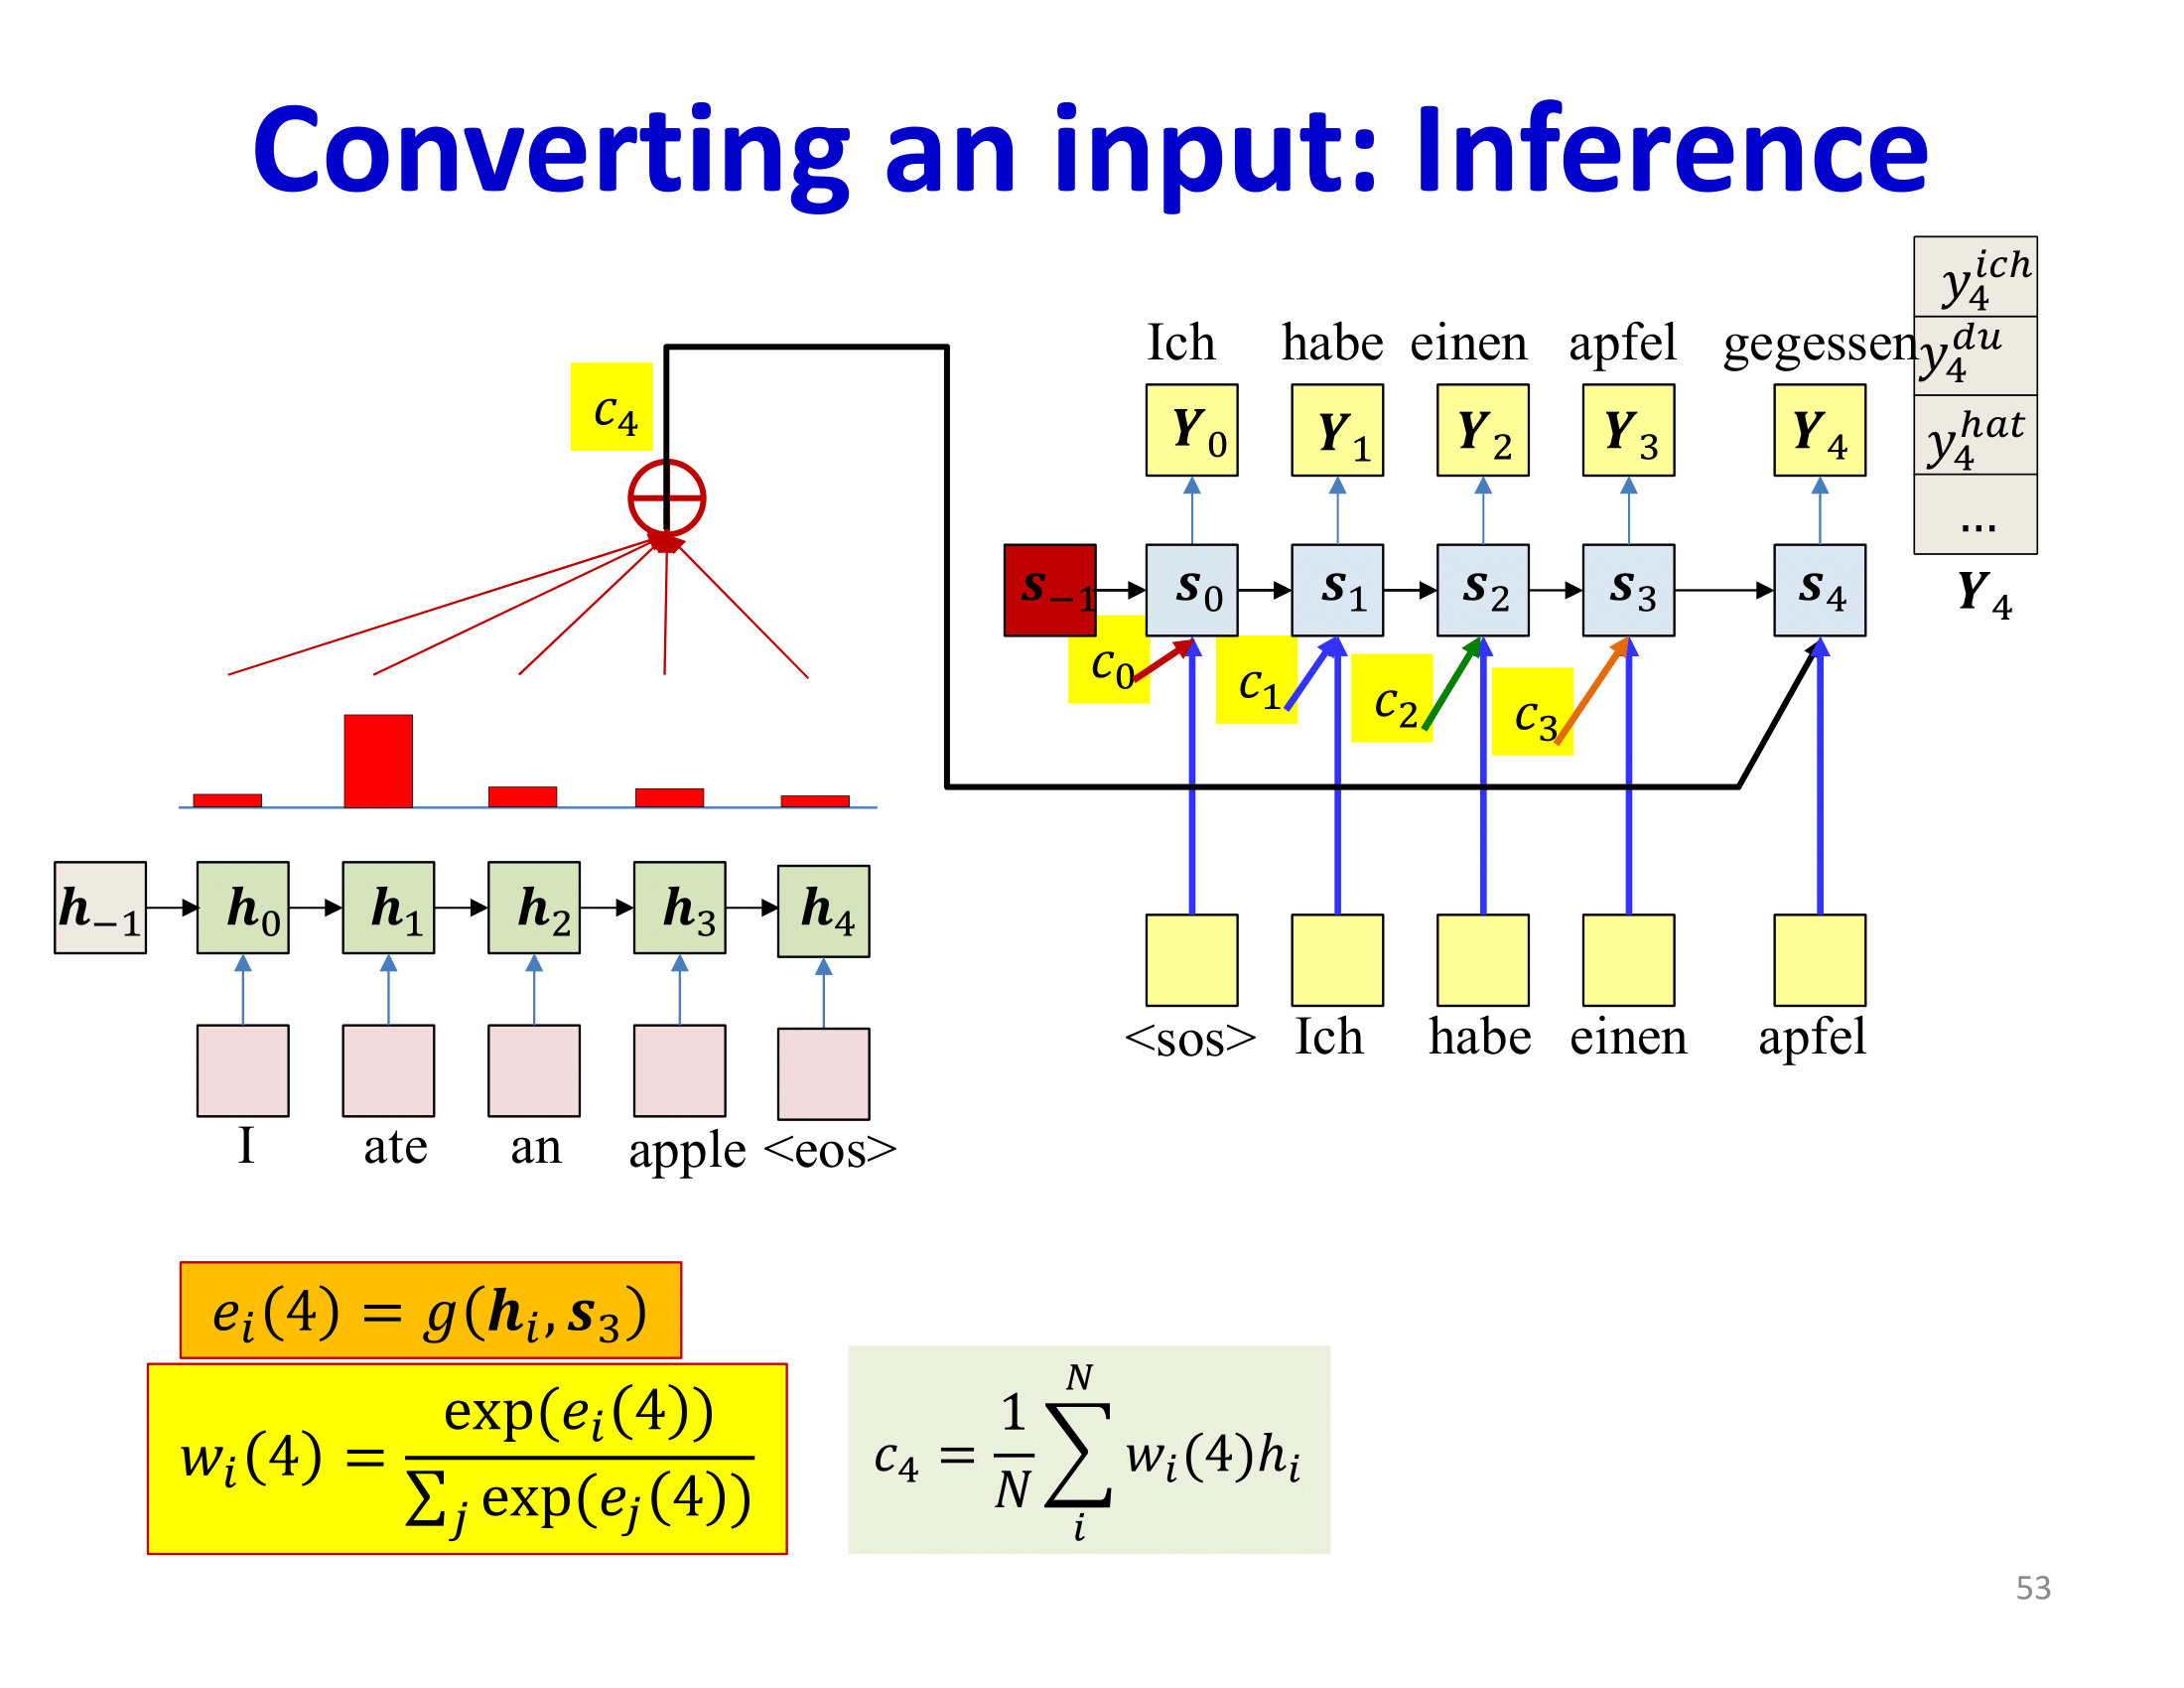 Converting an input: Inference
y_4^{ich}
y_4^{du}
y_4^{hat}
...
Y_4
Ich habe einen apfel gegessen
Y_0 Y_1 Y_2 Y_3 Y_4
s_{-1} s_0 s_1 s_2 s_3 s_4
c_0 c_1 c_2 c_3
<sos> Ich habe einen apfel
c_4
h_{-1} h_0 h_1 h_2 h_3 h_4
I ate an apple <eos>
e_i(4) = g(h_i, s_3)
w_i(4) = \frac{exp(e_i(4))}{\sum_j exp(e_j(4))}
c_4 = \frac{1}{N} \sum_i^N w_i(4)h_i
53